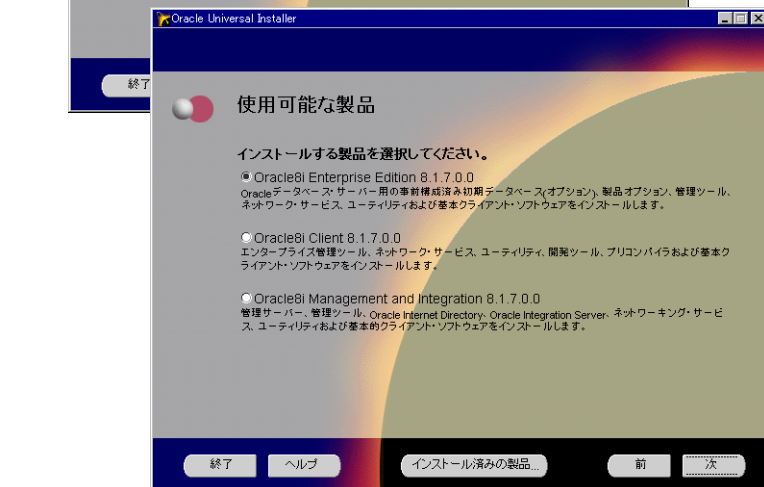 Oracle Universal Installer
終了
使用可能な製品
インストールする製品を選択してください。
Oracle8i Enterprise Edition 8.1.7.0.0
Oracleデータベース・サーバー用の事前構成済み初期データベース(オプション)、製品オプション、管理ツール、
ネットワーク・サービス、ユーティリティおよび基本クライアント・ソフトウェアをインストールします。
Oracle8i Client 8.1.7.0.0
エンタープライズ管理ツール、ネットワーク・サービス、ユーティリティ、開発ツール、プリコンパイラおよび基本ク
ライアント・ソフトウェアをインストールします。
Oracle8i Management and Integration 8.1.7.0.0
管理サーバー、管理ツール、Oracle Internet Directory、Oracle Integration Server、ネットワーキング・サービ
ス、ユーティリティおよび基本的クライアント・ソフトウェアをインストールします。
終了 ヘルプ インストール済みの製品... 前 次